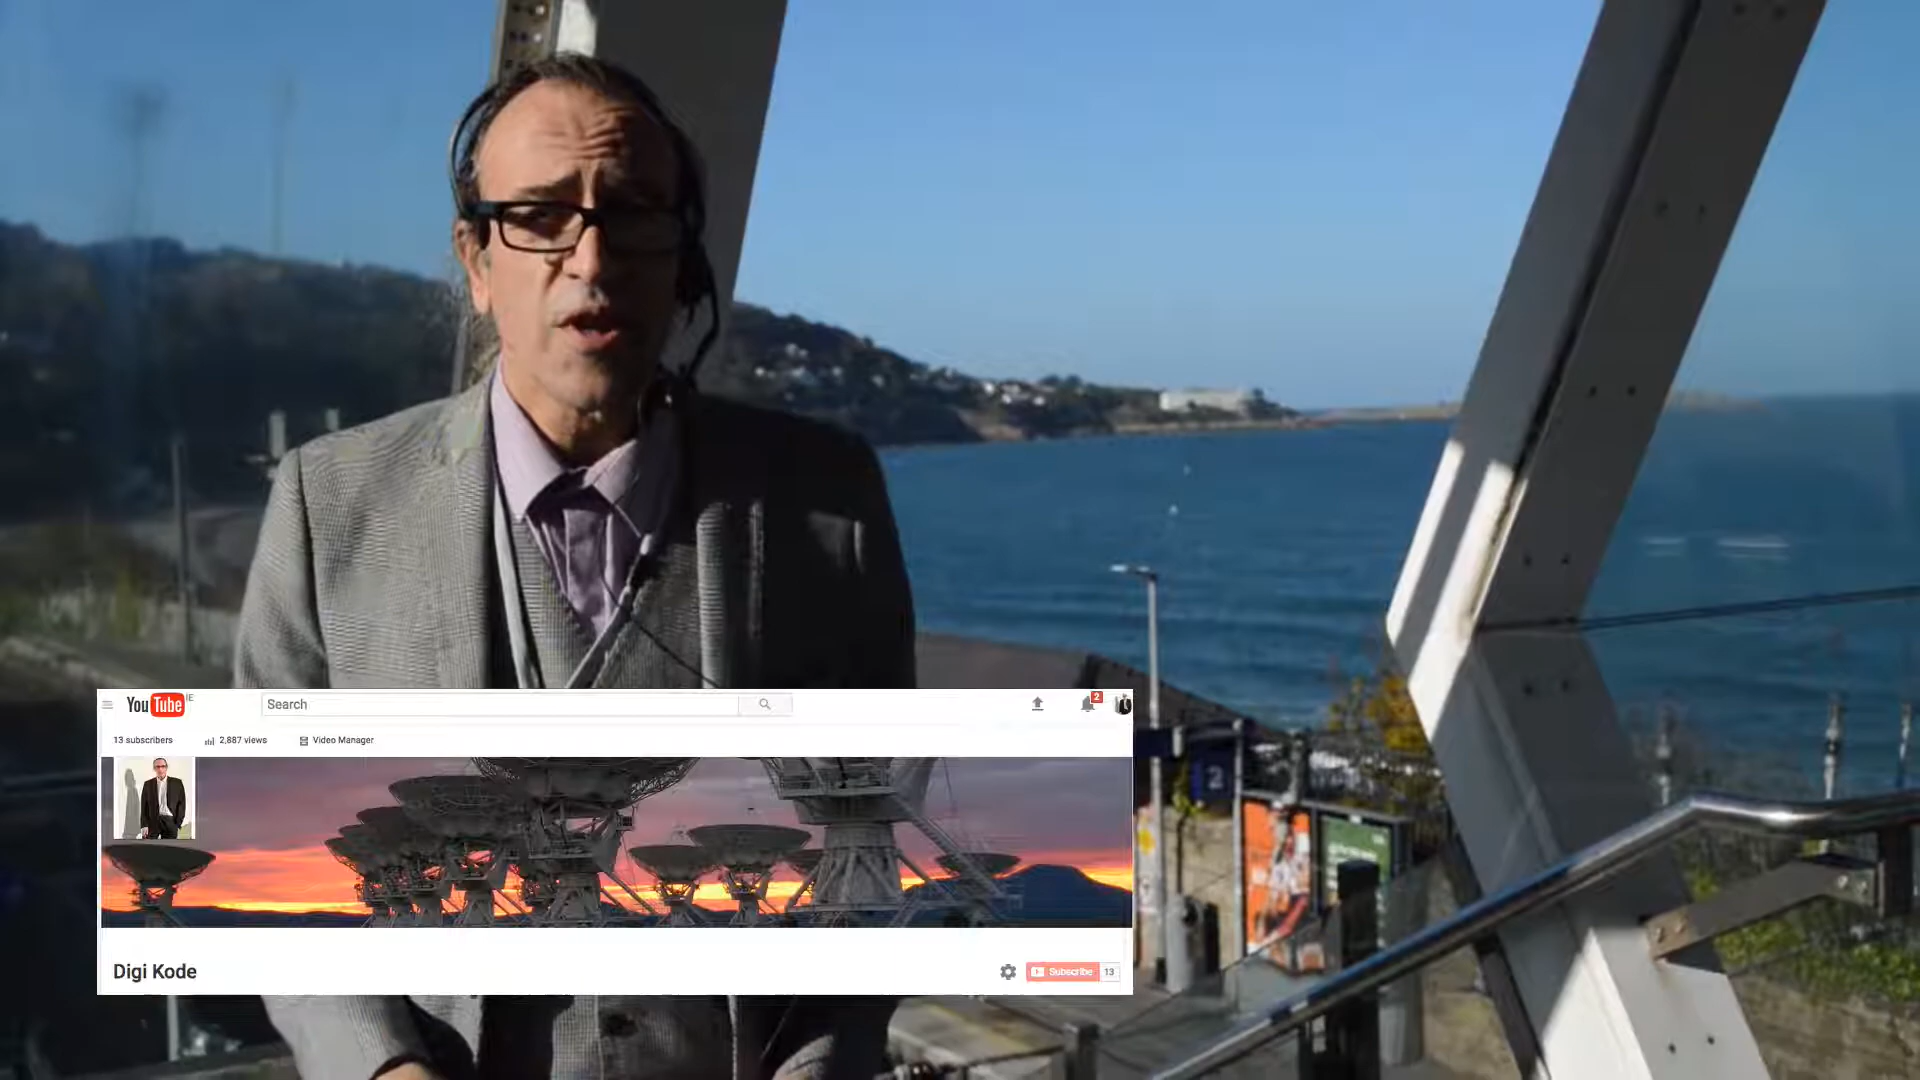 YouTube IE
Search
2
13 subscribers
2,887 views
Video Manager
2
Digi Kode
Subscribe 13